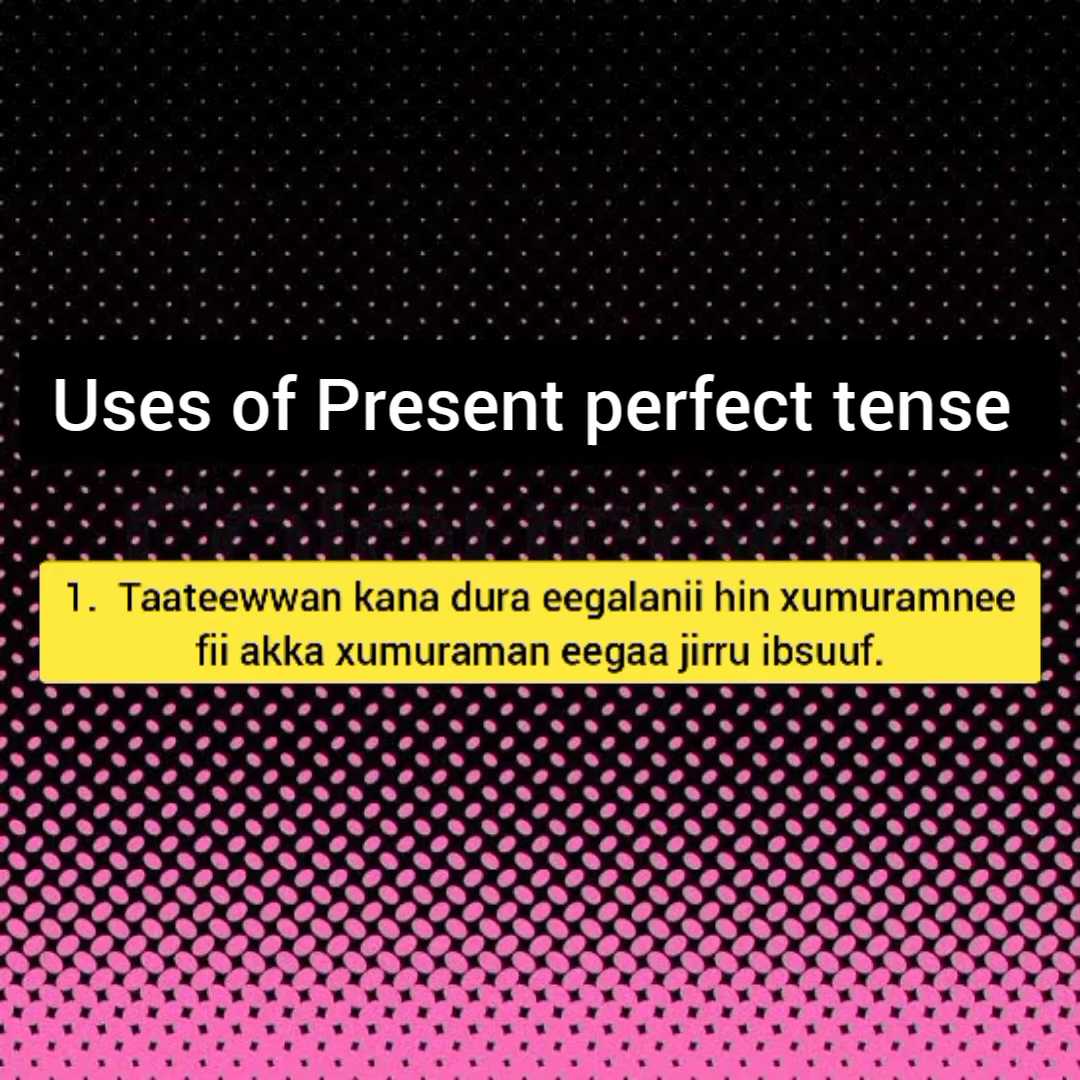 Uses of Present perfect tense
1. Taateewwan kana dura eegalanii hin xumuramnee
fii akka xumuraman eegaa jirru ibsuuf.